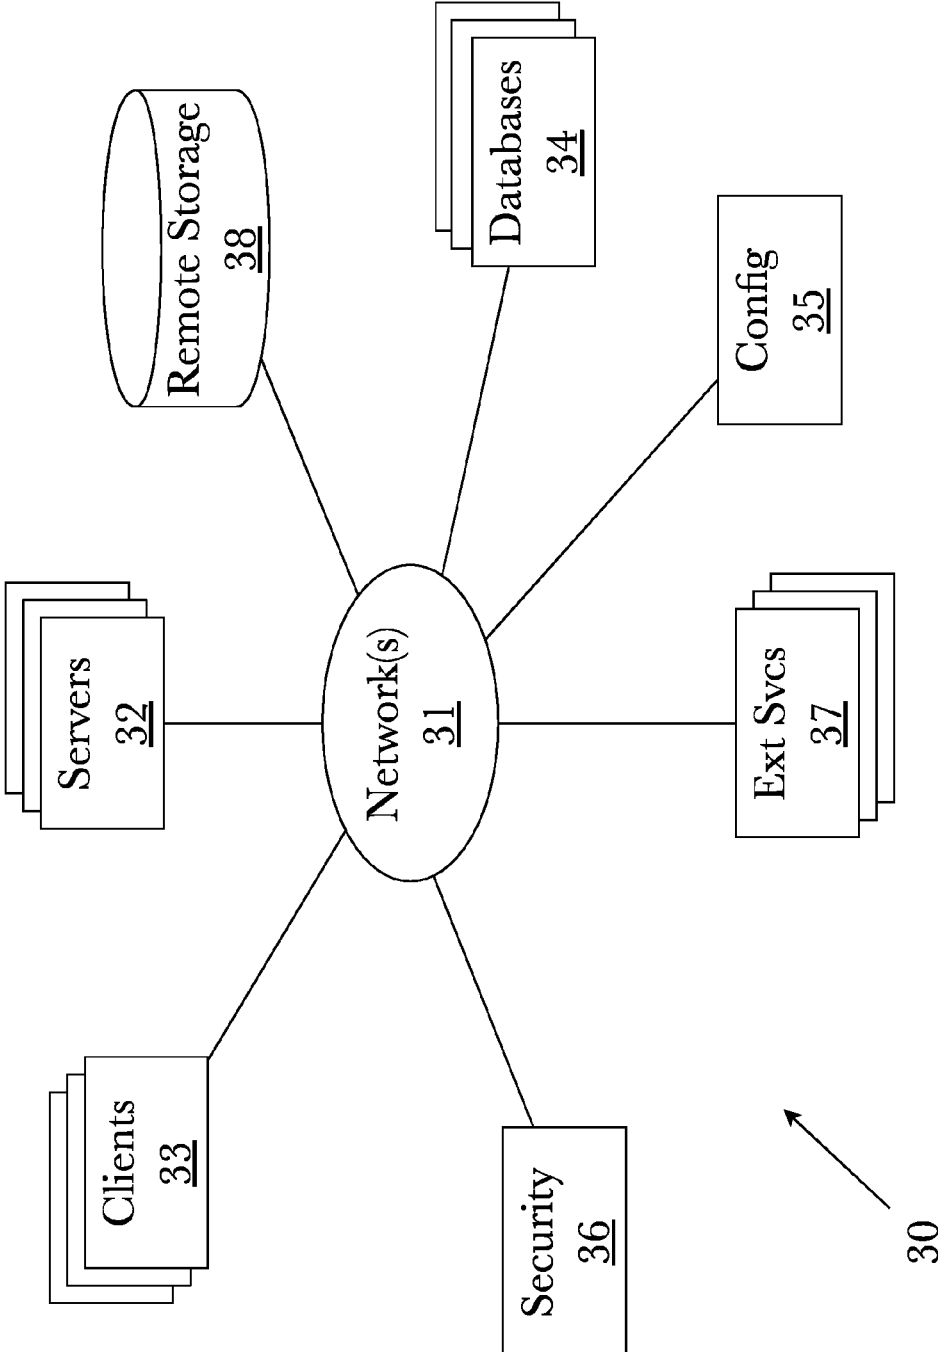 Clients
33
Servers
32
Remote Storage
38
Network(s)
31
Databases
34
Security
36
Ext Svcs
37
Config
35
30